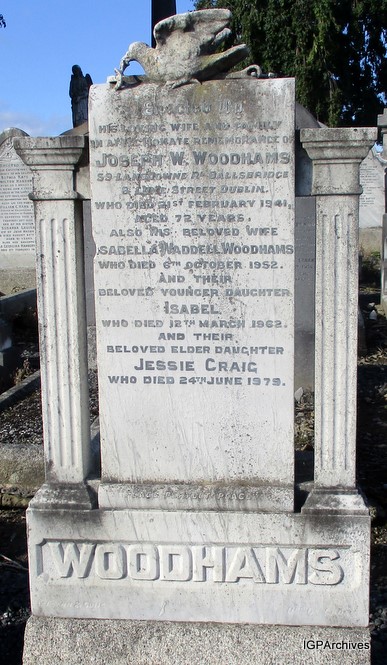 ERECTED BY
HIS LOVING WIFE AND FAMILY
IN AFFECTIONATE REMEMBRANCE OF
JOSEPH W. WOODHAMS
59 LANSDOWNE RD BALLSBRIDGE
& STREET DUBLIN.
WHO DIED 21ST FEBRUARY 1941,
AGED 72 YEARS.
ALSO HIS BELOVED WIFE
ISABELLA WADDELL WOODHAMS
WHO DIED 6TH OCTOBER 1952.
AND THEIR
BELOVED YOUNGER DAUGHTER
ISABEL
WHO DIED 12TH MARCH 1962.
AND THEIR
BELOVED ELDER DAUGHTER
JESSIE CRAIG
WHO DIED 24TH JUNE 1979.
WOODHAMS
IGPArchives